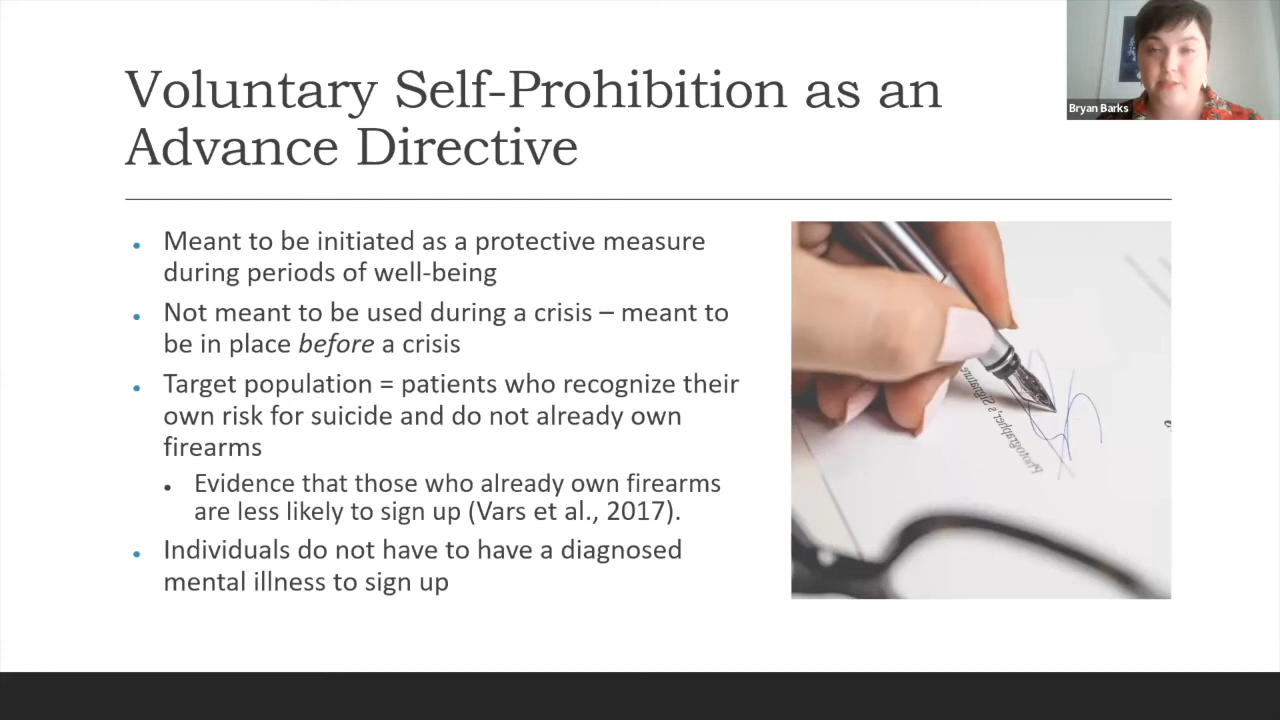 Voluntary Self-Prohibition as an
Advance Directive
Bryan Barks
• Meant to be initiated as a protective measure
during periods of well-being
• Not meant to be used during a crisis – meant to
be in place before a crisis
• Target population = patients who recognize their
own risk for suicide and do not already own
firearms
• Evidence that those who already own firearms
are less likely to sign up (Vars et al., 2017).
• Individuals do not have to have a diagnosed
mental illness to sign up
Photographer's Signature